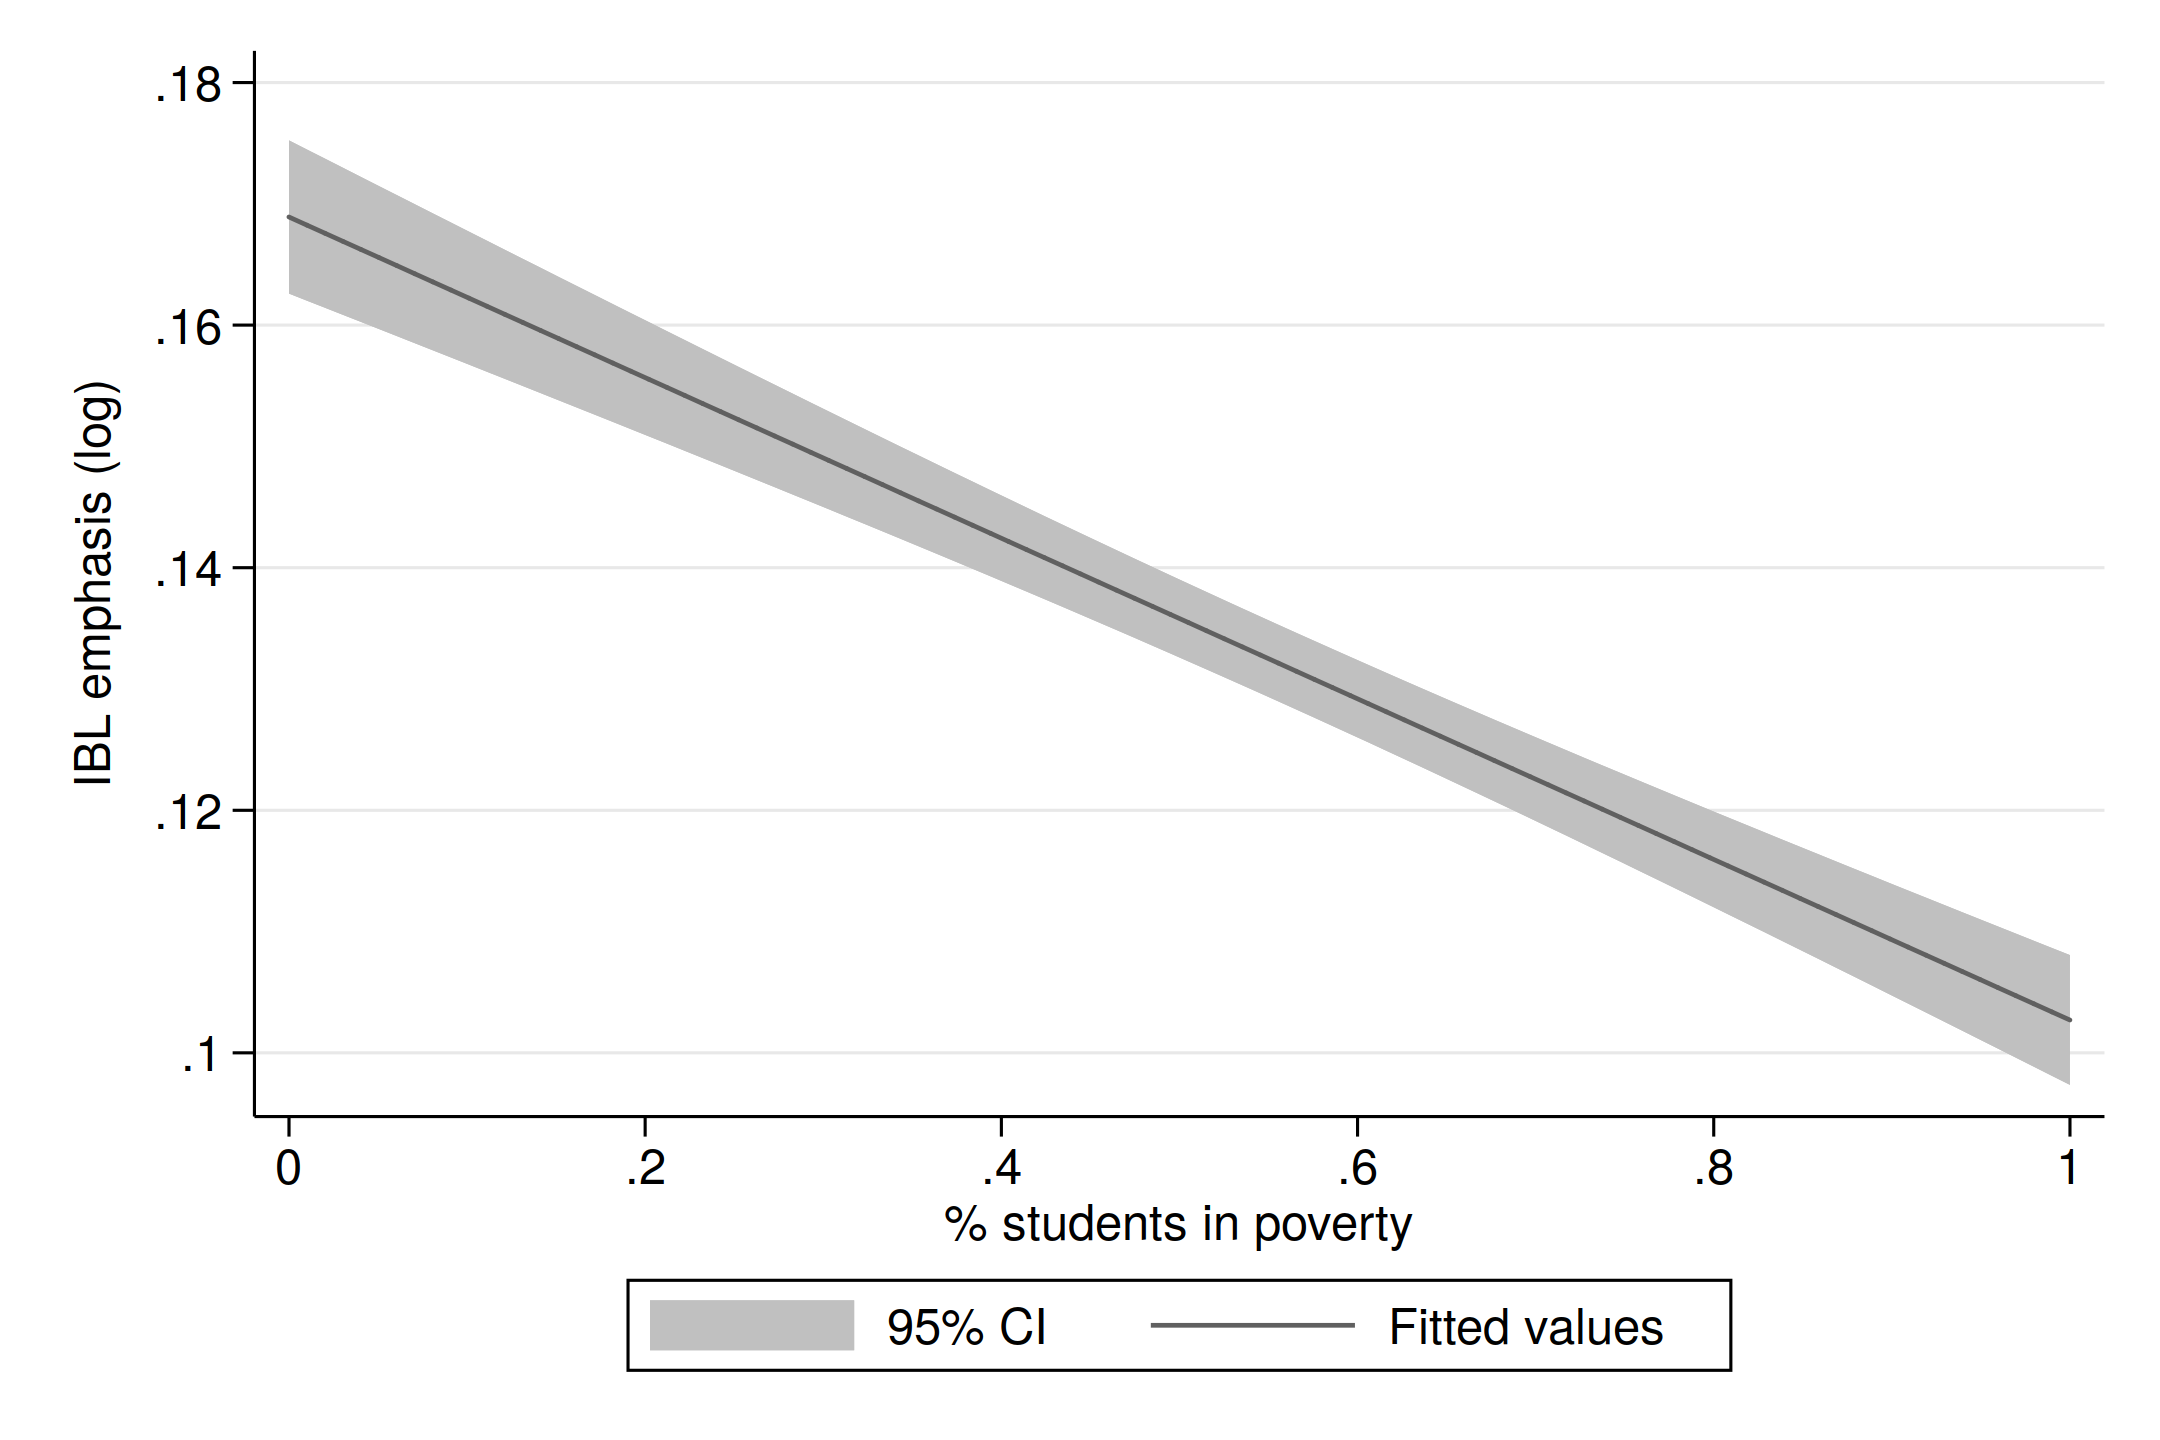 .18
.16
.14
.12
.1
IBL emphasis (log)
0 .2 .4 .6 .8 1
% students in poverty
95% CI Fitted values